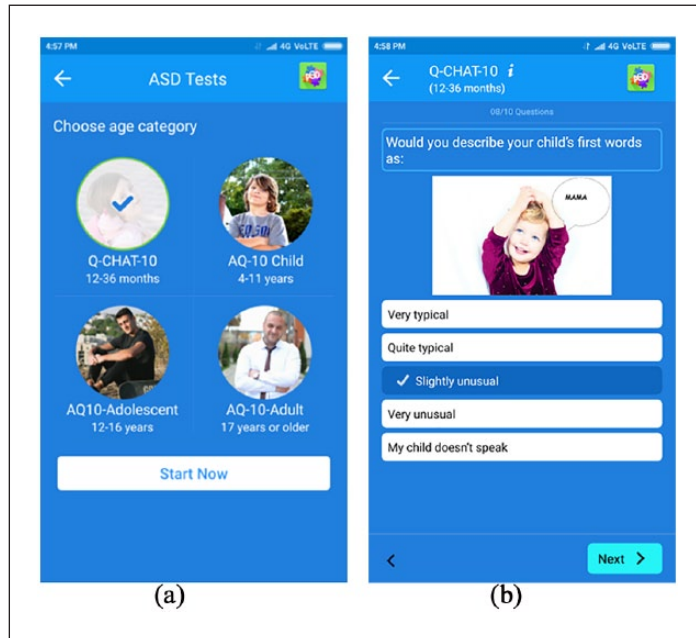 4:57 PM
4G VoLTE
ASD Tests
ASD
Choose age category
Q-CHAT-10
12-36 months
AQ-10 Child
4-11 years
AQ10-Adolescent
12-16 years
AQ-10-Adult
17 years or older
Start Now
(a)
4:58 PM
4G VoLTE
Q-CHAT-10 i
(12-36 months)
ASD
08/10 Questions
Would you describe your child's first words
as:
MAMA
Very typical
Quite typical
Slightly unusual
Very unusual
My child doesn't speak
Next
(b)